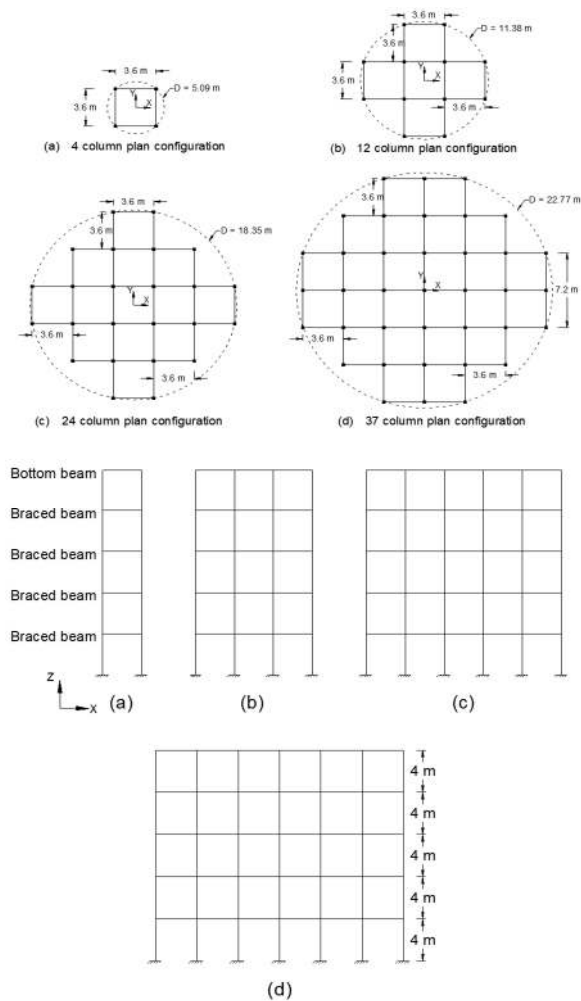 3.6 m
3.6 m
D = 5.09 m
Y
X
(a) 4 column plan configuration
3.6 m
3.6 m
3.6 m
D = 11.38 m
Y
X
3.6 m
(b) 12 column plan configuration
3.6 m
3.6 m
D = 18.35 m
Y
X
3.6 m
3.6 m
(c) 24 column plan configuration
3.6 m
D = 22.77 m
Y
X
7.2 m
3.6 m
3.6 m
(d) 37 column plan configuration
Bottom beam
Braced beam
Braced beam
Braced beam
Braced beam
Z
X
(a)
(b)
(c)
4 m
4 m
4 m
4 m
4 m
(d)